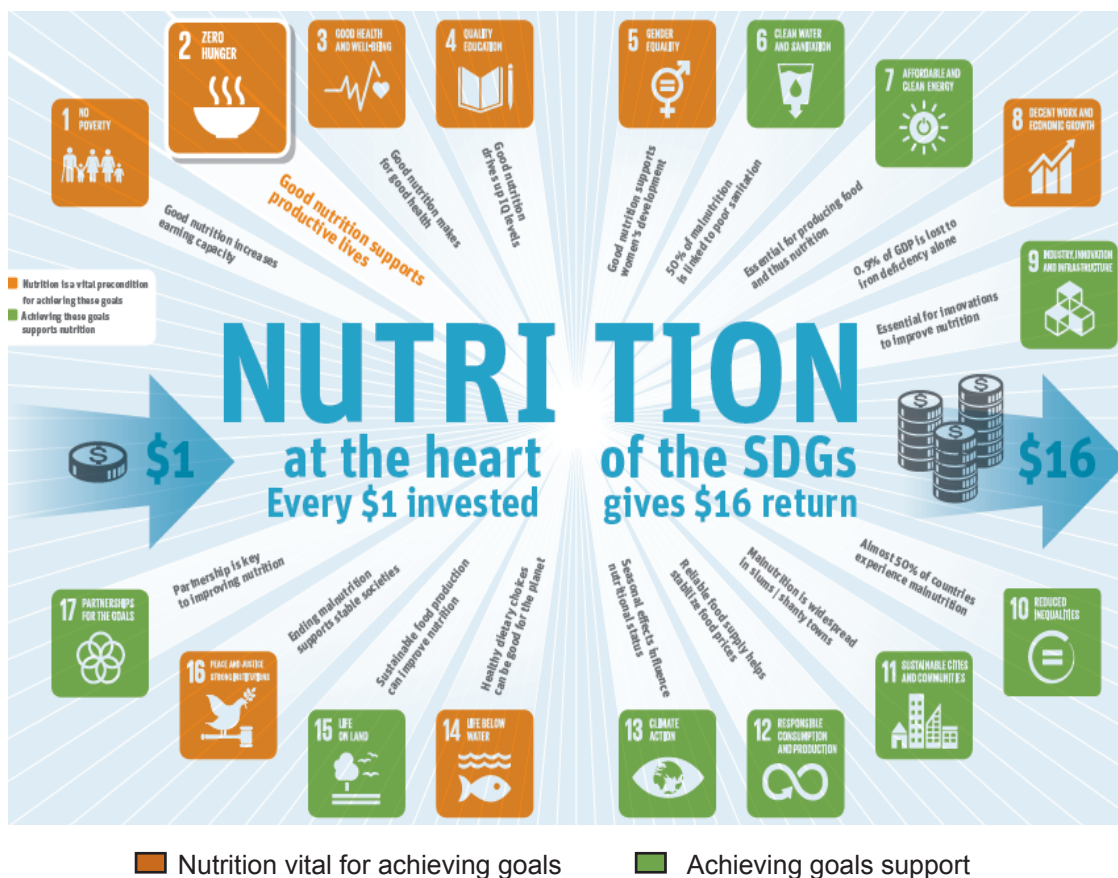 1 NO
POVERTY
2 ZERO
HUNGER
3 GOOD HEALTH
AND WELL-BEING
4 QUALITY
EDUCATION
5 GENDER
EQUALITY
6 CLEAN WATER
AND SANITATION
7 AFFORDABLE AND
CLEAN ENERGY
8 DECENT WORK AND
ECONOMIC GROWTH
9 INDUSTRY, INNOVATION
AND INFRASTRUCTURE
Good nutrition increases
earning capacity
Good nutrition supports
productive lives
Good nutrition makes
for good health
Good nutrition
drives up IQ levels
Good nutrition supports
women's development
50% of malnutrition
is linked to poor sanitation
Essential for producing food
and thus nutrition
0.9% of GDP is lost to
iron deficiency alone
Essential for innovations
to improve nutrition
Nutrition is a vital precondition
for achieving these goals
Achieving these goals
supports nutrition
NUTRI TION
at the heart of the SDGs
Every $1 invested gives $16 return
$ $1
$ $ $ $16
Partnership is key
to improving nutrition
Ending malnutrition
supports stable societies
Sustainable food production
can improve nutrition
Healthy dietary choices
can be good for the planet
Seasonal effects influence
nutritional status
Reliable food supply helps
stabilize food prices
Malnutrition is widespread
in slums / shanty towns
Almost 50% of countries
experience malnutrition
17 PARTNERSHIPS
FOR THE GOALS
16 PEACE AND JUSTICE
STRONG INSTITUTIONS
15 LIFE
ON LAND
14 LIFE BELOW
WATER
13 CLIMATE
ACTION
12 RESPONSIBLE
CONSUMPTION
AND PRODUCTION
11 SUSTAINABLE CITIES
AND COMMUNITIES
10 REDUCED
INEQUALITIES
Nutrition vital for achieving goals
Achieving goals support